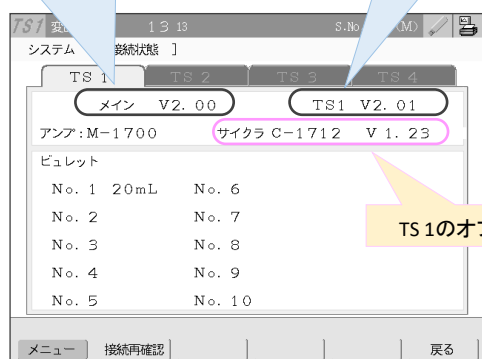 TS1 変 13 13 S.No (M)
システム 接続状態 ]
TS 1 TS 2 TS 3 TS 4
メイン V2. 00 TS1 V2. 01
アンプ:M-1700 サイクラ C-1712 V 1. 23
ビュレット
No. 1 20mL No. 6
No. 2 No. 7
No. 3 No. 8
No. 4 No. 9
No. 5 No. 10
TS 1のオプ
メニュー 接続再確認 戻る